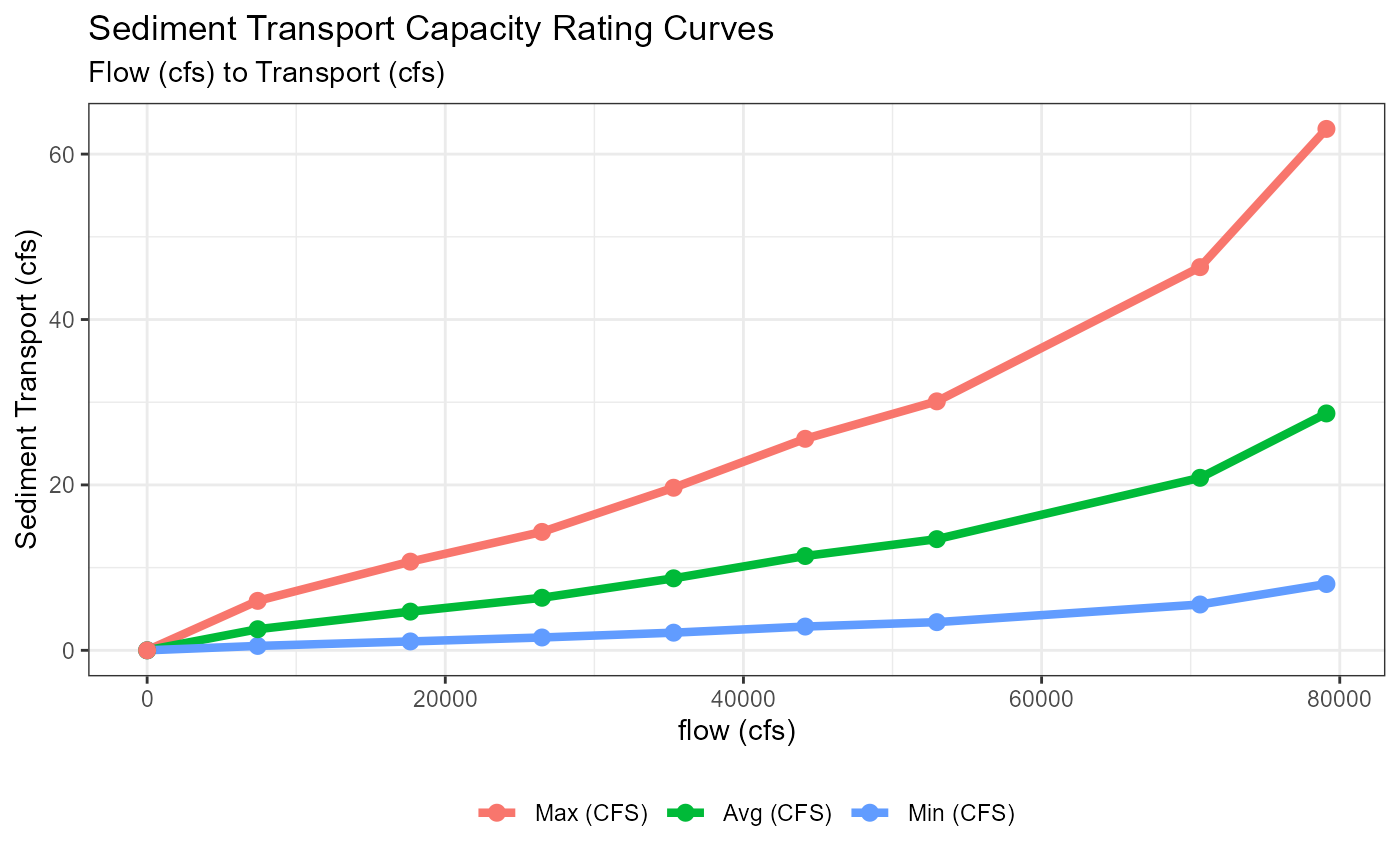 Sediment Transport Capacity Rating Curves
Flow (cfs) to Transport (cfs)
Sediment Transport (cfs)
60
40
20
0
0 20000 40000 60000 80000
flow (cfs)
Max (CFS) Avg (CFS) Min (CFS)